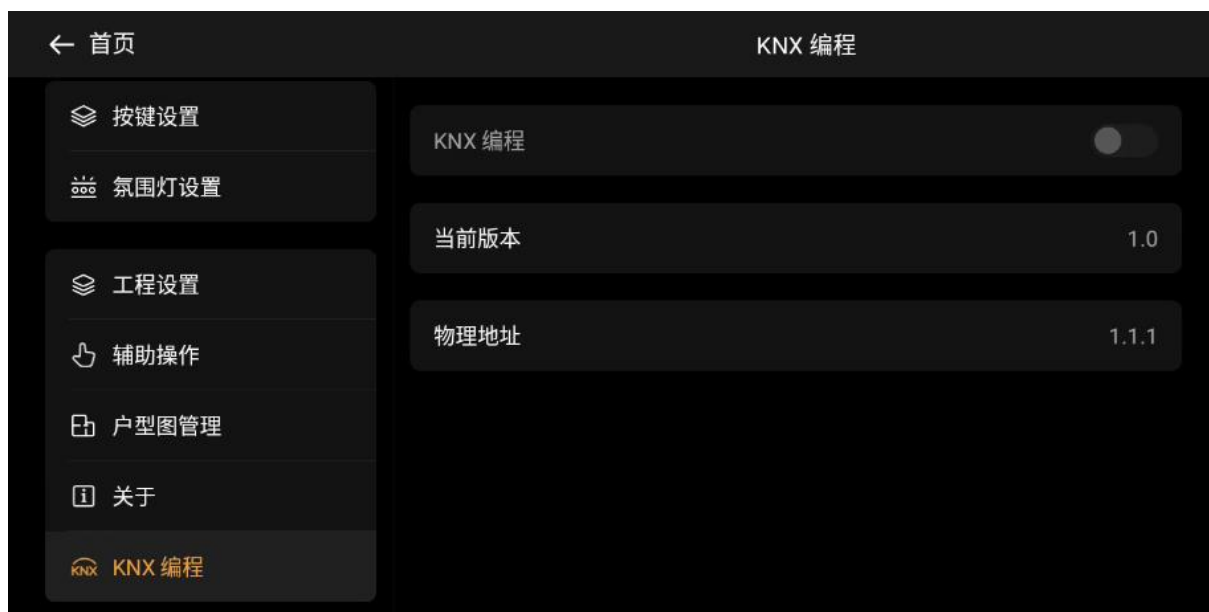 首页
KNX 编程
按键设置
氛围灯设置
工程设置
辅助操作
户型图管理
关于
KNX KNX 编程
KNX 编程
当前版本 1.0
物理地址 1.1.1